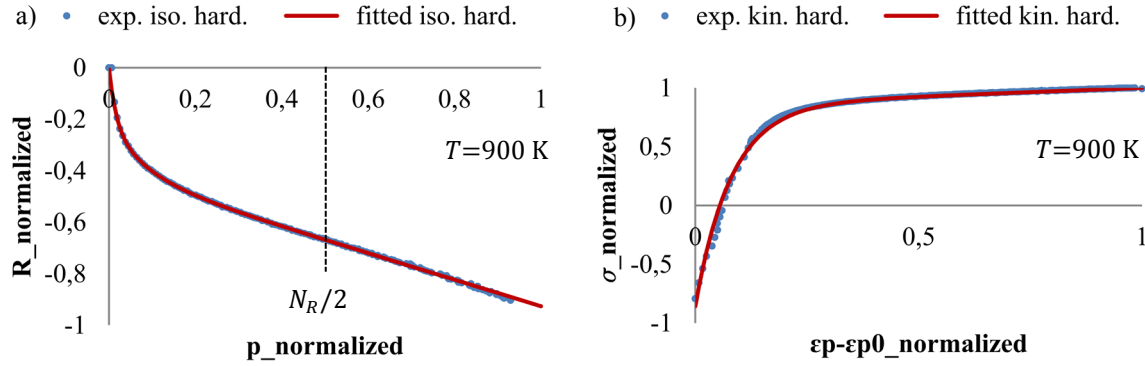 a) exp. iso. hard. fitted iso. hard.
0
0 0,2 0,4 0,6 0,8 1
-0,2
-0,4
-0,6
-0,8
-1
R_normalized
T=900 K
N_R/2
p_normalized
b) exp. kin. hard. fitted kin. hard.
1
0,5
0
-0,5
-1
0 0,5 1
σ_normalized
T=900 K
εp-εp0_normalized